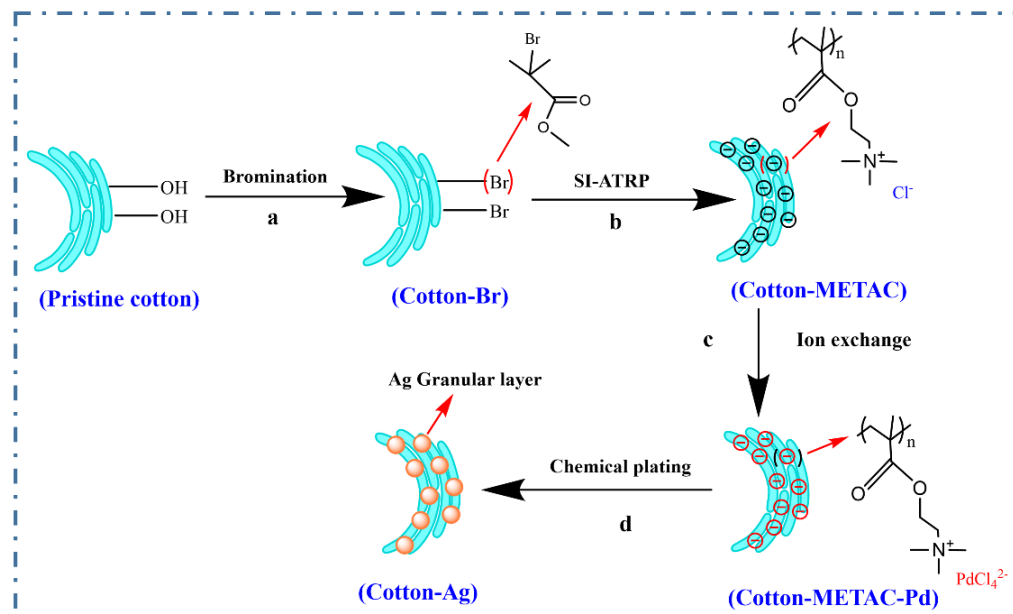 Br
O
O
( )n
O
O
N+
Cl-
OH
OH
Bromination
a
(Br)
Br
SI-ATRP
b
(Pristine cotton)
(Cotton-Br)
(Cotton-METAC)
c
Ion exchange
Ag Granular layer
( )n
O
O
N+
PdCl₄²⁻
Chemical plating
d
(Cotton-Ag)
(Cotton-METAC-Pd)